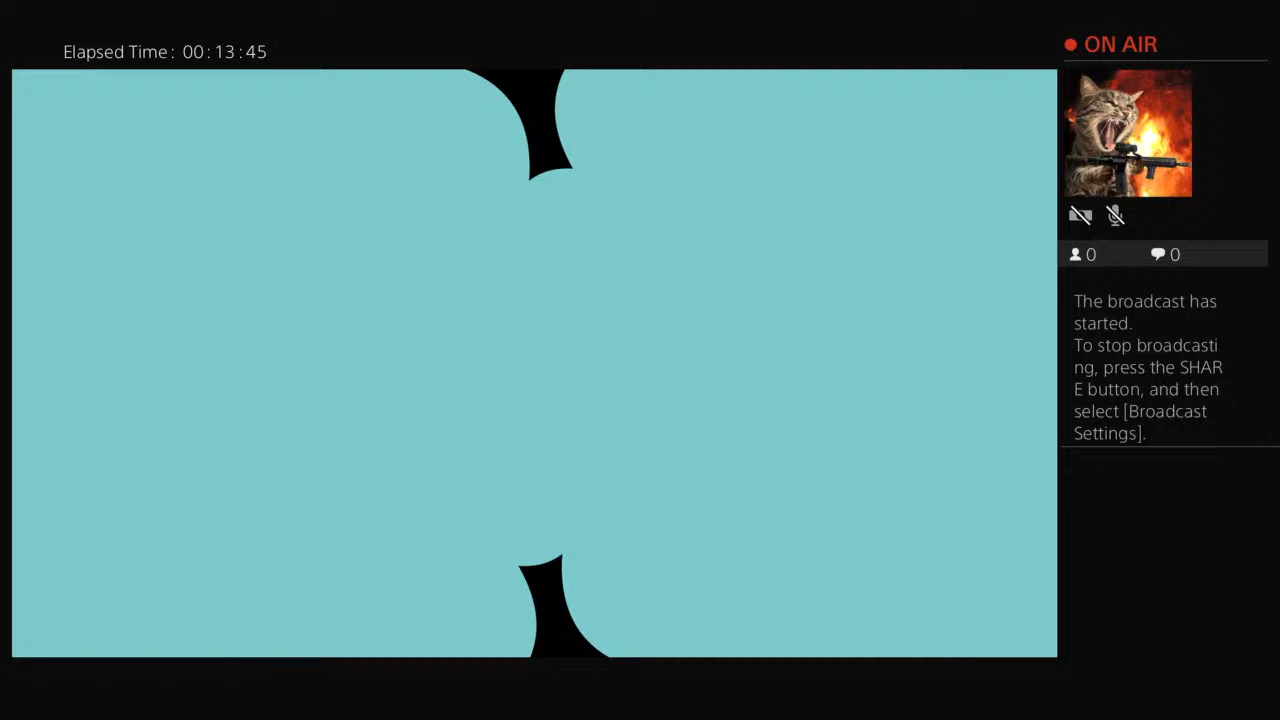 Elapsed Time: 00:13:45
ON AIR
0 0
The broadcast has
started.
To stop broadcasti
ng, press the SHAR
E button, and then
select [Broadcast
Settings].